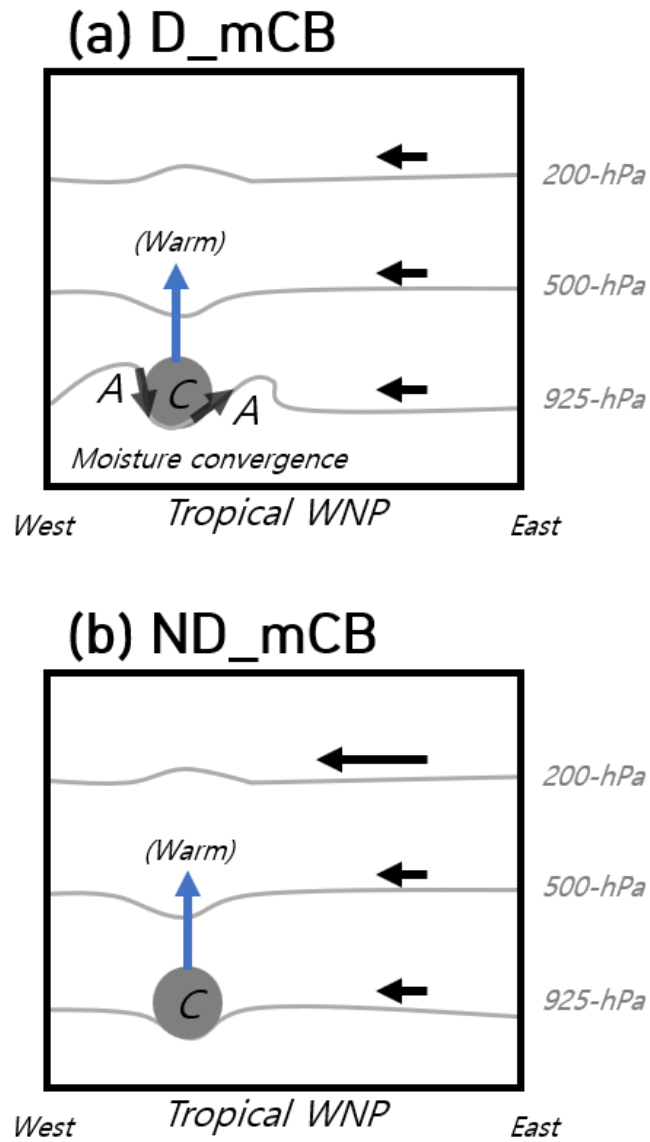 (a) D_mCB
200-hPa
(Warm)
500-hPa
A C A
925-hPa
Moisture convergence
West Tropical WNP East
(b) ND_mCB
200-hPa
(Warm)
500-hPa
C
925-hPa
West Tropical WNP East